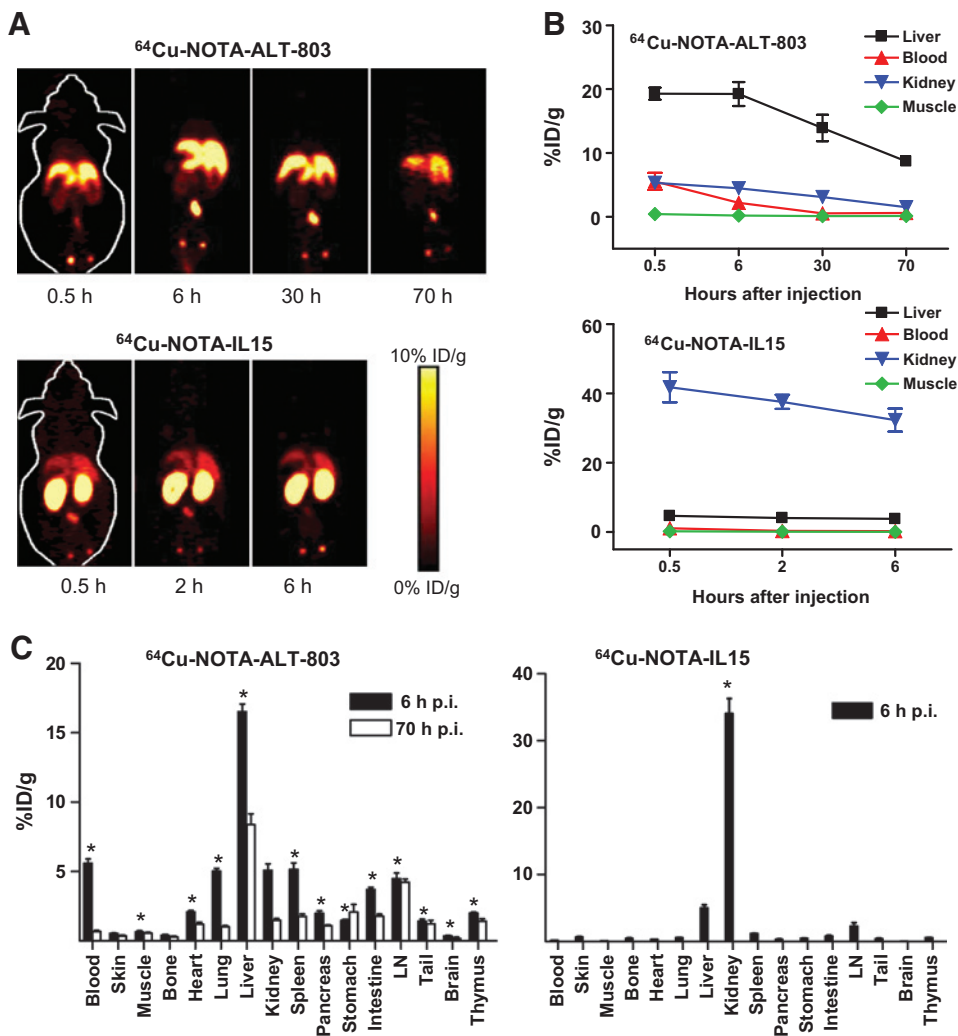 A
⁶⁴Cu-NOTA-ALT-803
0.5 h 6 h 30 h 70 h
⁶⁴Cu-NOTA-IL15
10% ID/g
0% ID/g
0.5 h 2 h 6 h
B
⁶⁴Cu-NOTA-ALT-803
Liver
Blood
Kidney
Muscle
%ID/g
30
20
10
0
0.5 6 30 70
Hours after injection
⁶⁴Cu-NOTA-IL15
Liver
Blood
Kidney
Muscle
%ID/g
60
40
20
0
0.5 2 6
Hours after injection
C
⁶⁴Cu-NOTA-ALT-803
6 h p.i.
70 h p.i.
%ID/g
20
15
10
5
* * * * * * * * * * * * *
Blood Skin Muscle Bone Heart Lung Liver Kidney Spleen Pancreas Stomach Intestine LN Tail Brain Thymus
⁶⁴Cu-NOTA-IL15
6 h p.i.
40
30
20
10
*
Blood Skin Muscle Bone Heart Lung Liver Kidney Spleen Pancreas Stomach Intestine LN Tail Brain Thymus